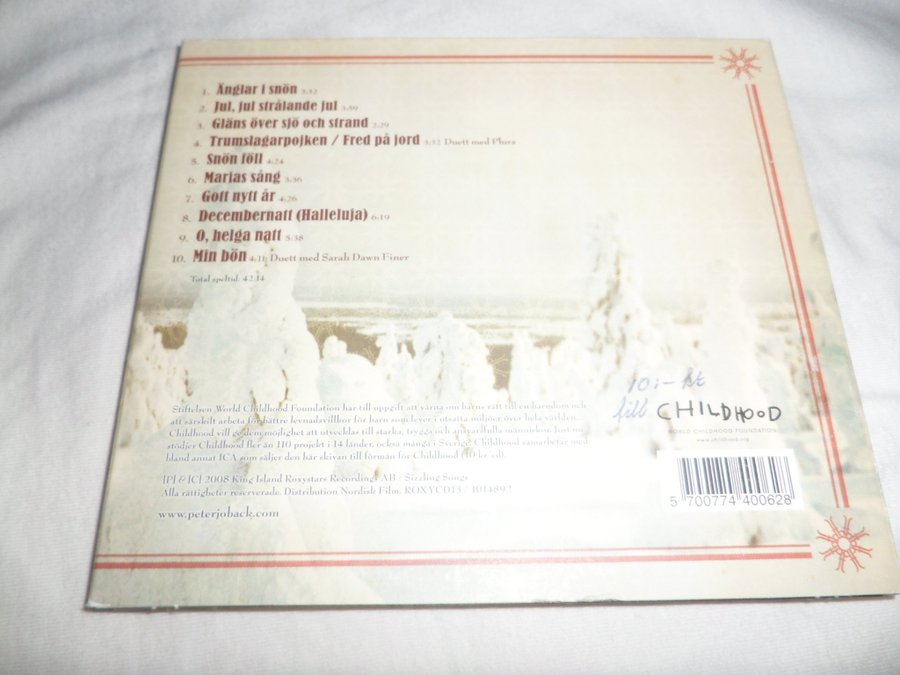 1. Änglar i snön 3:52
2. Jul, jul strålande jul 3:59
3. Gläns över sjö och strand 2:29
4. Trumslagarpojken / Fred på jord 3:52 Duett med Plura
5. Snön föll 4:24
6. Marias sång 3:36
7. Gott nytt år 4:26
8. Decembernatt (Halleluja) 6:19
9. O, helga natt 5:38
10. Min bön 4:11 Duett med Sarah Dawn Finer
Total speltid: 42:14
10:- kr
till CHILDHOOD
WORLD CHILDHOOD FOUNDATION
www.childhood.org
Stiftelsen World Childhood Foundation har till uppgift att värna om barns rätt till en barndom och
att särskilt arbeta för bättre levnadsvillkor för barn som lever i utsatta miljöer över hela världen.
Childhood vill ge dem möjlighet att utvecklas till starka, trygga och ansvarsfulla människor. Just nu
stödjer Childhood fler än 110 projekt i 14 länder, också många i Sverige. Childhood samarbetar med
bland annat ICA som säljer den här skivan till förmån för Childhood (10 kr/cd).
[P] & [C] 2008 King Island Roxystars Recordings AB / Sizzling Songs
Alla rättigheter reserverade. Distribution Nordisk Film. ROXYCD13 /
www.peterjoback.com
5 700774 400628